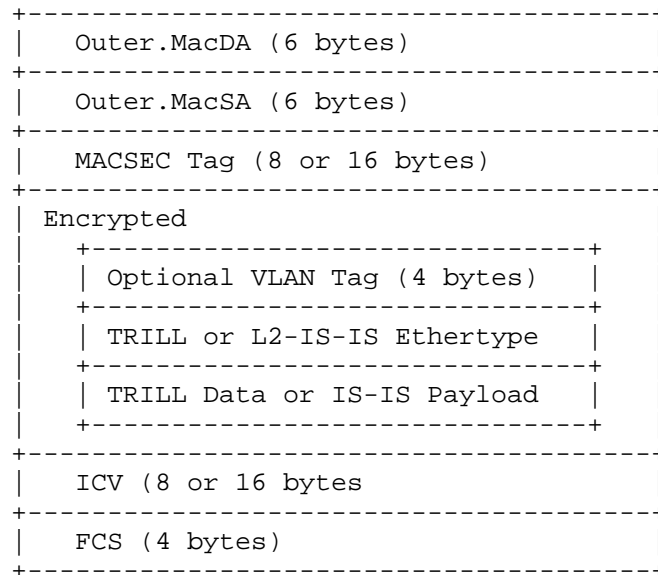 Outer.MacDA (6 bytes)
Outer.MacSA (6 bytes)
MACSEC Tag (8 or 16 bytes)
Encrypted
Optional VLAN Tag (4 bytes)
TRILL or L2-IS-IS Ethertype
TRILL Data or IS-IS Payload
ICV (8 or 16 bytes
FCS (4 bytes)